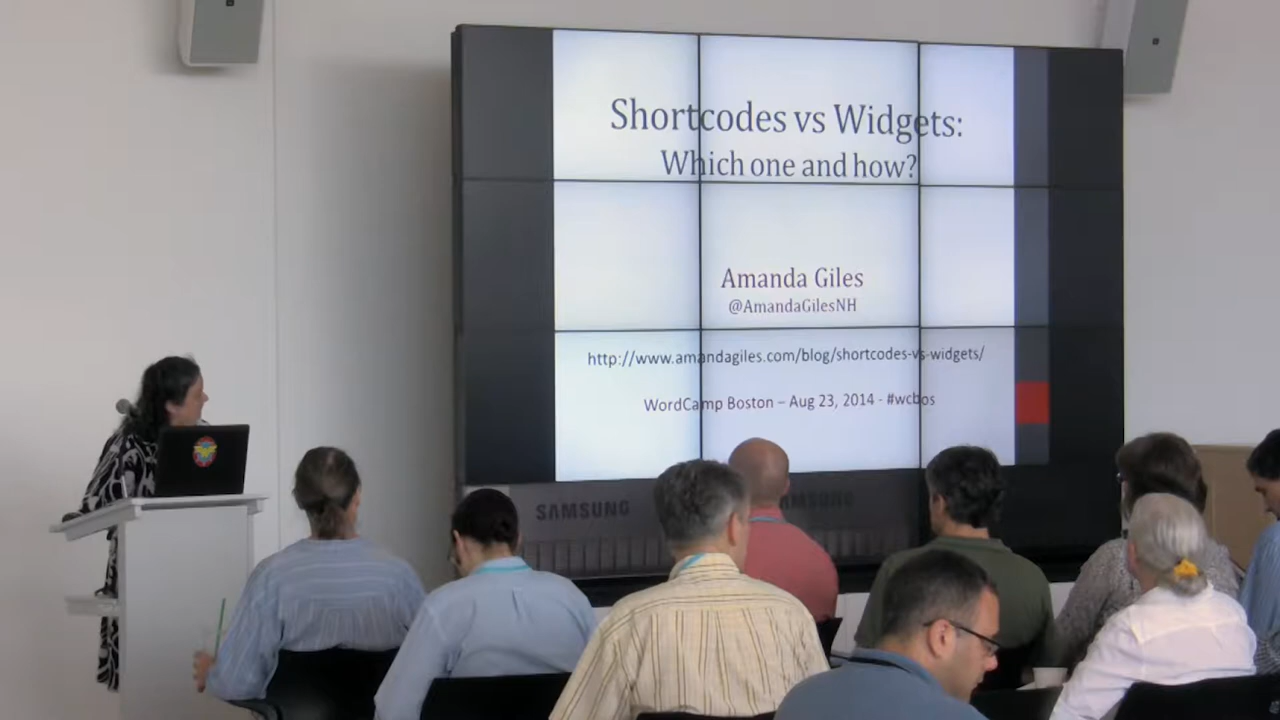 Shortcodes vs Widgets:
Which one and how?
Amanda Giles
@AmandaGilesNH
http://www.amandagiles.com/blog/shortcodes-vs-widgets/
WordCamp Boston – Aug 23, 2014 - #wcbos
SAMSUNG SAMSUNG